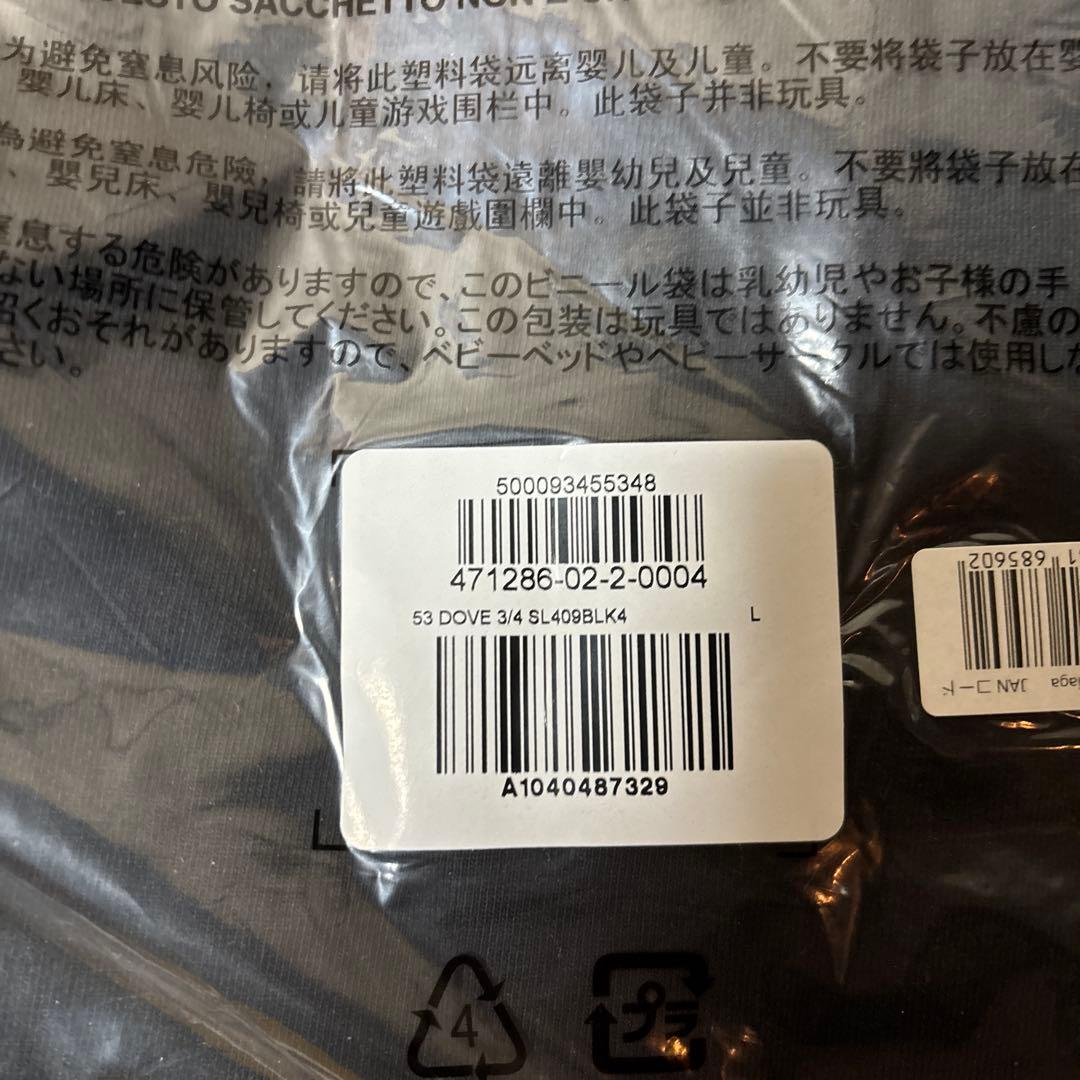 SACCHETTO NON È
为避免窒息风险，请将此塑料袋远离婴儿及儿童。不要将袋子放在婴
婴儿床、婴儿椅或儿童游戏围栏中。此袋子并非玩具。
為避免窒息危險，請將此塑料袋遠離嬰幼兒及兒童。不要將袋子放在
、嬰兒床、嬰兒椅或兒童遊戲圍欄中。此袋子並非玩具。
窒息する危険がありますので、このビニール袋は乳幼児やお子様の手
ない場所に保管してください。この包装は玩具ではありません。不慮の
招くおそれがありますので、ベビーベッドやベビーサークルでは使用しな
さい。
500093455348
471286-02-2-0004
53 DOVE 3/4 SL409BLK4 L
A1040487329
685602
JANコード
4
プラ